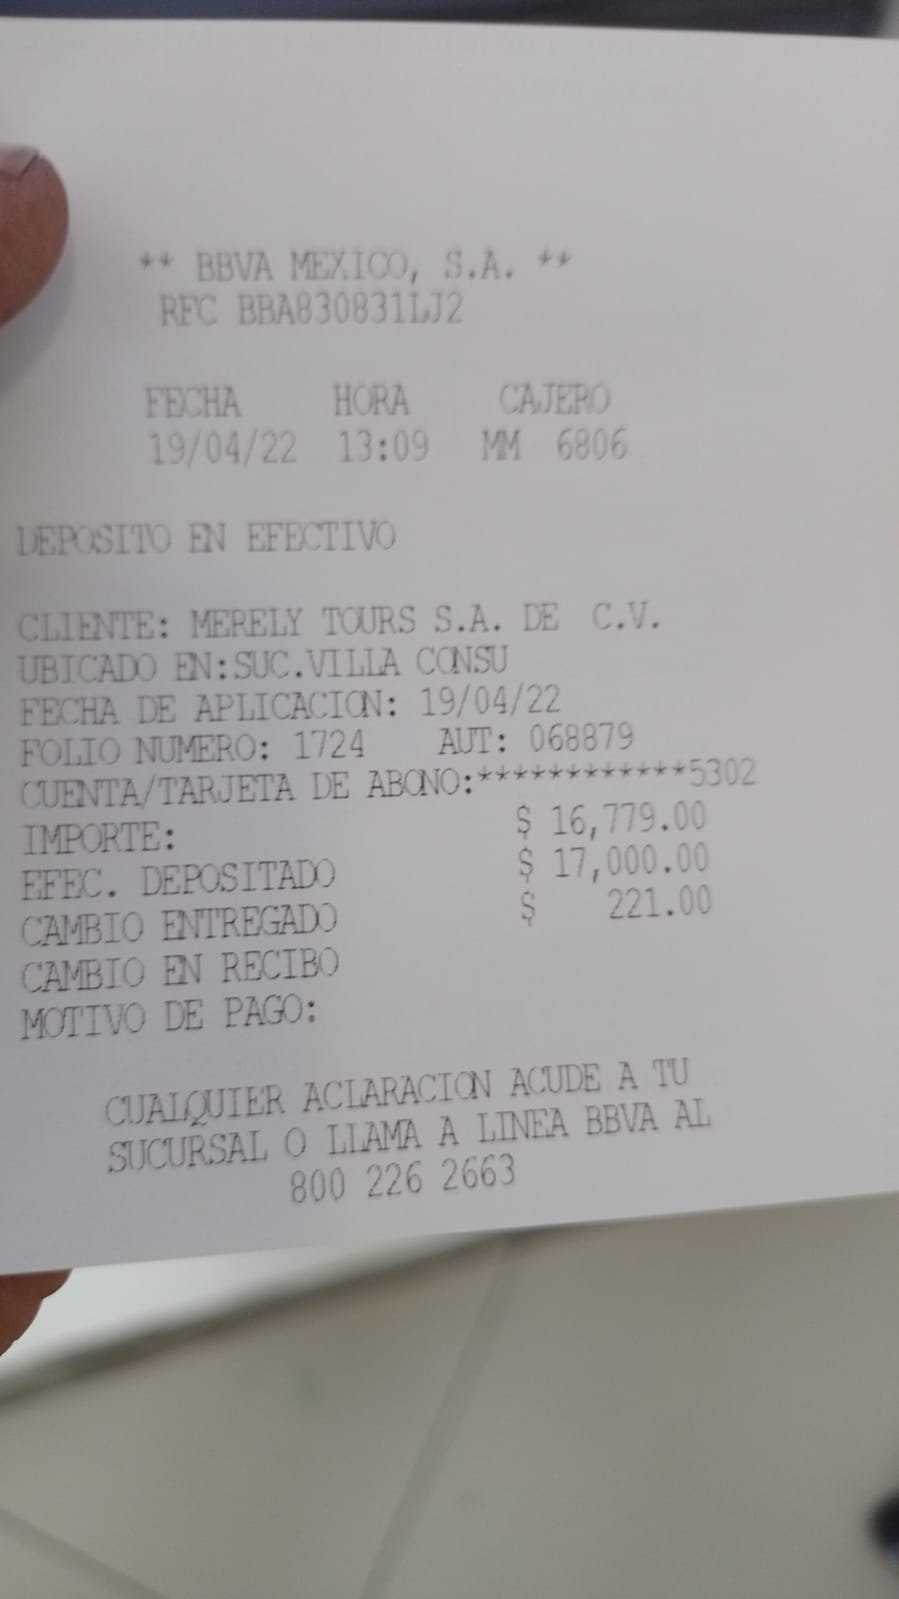 ** BBVA MEXICO, S.A. **
RFC BBA830831LJ2
FECHA HORA CAJERO
19/04/22 13:09 MM 6806
DEPOSITO EN EFECTIVO
CLIENTE: MERELY TOURS S.A. DE C.V.
UBICADO EN:SUC.VILLA CONSU
FECHA DE APLICACION: 19/04/22
FOLIO NUMERO: 1724 AUT: 068879
CUENTA/TARJETA DE ABONO:************5302
IMPORTE: $ 16,779.00
EFEC. DEPOSITADO $ 17,000.00
CAMBIO ENTREGADO $ 221.00
CAMBIO EN RECIBO
MOTIVO DE PAGO:
CUALQUIER ACLARACION ACUDE A TU
SUCURSAL O LLAMA A LINEA BBVA AL
800 226 2663